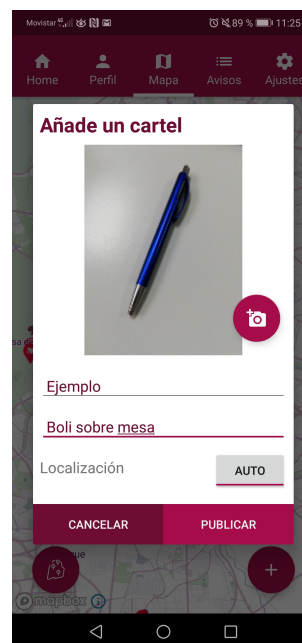 Movistar 89 % 11:25
Home Perfil Mapa Avisos Ajustes
Añade un cartel
Ejemplo
Boli sobre mesa
Localización AUTO
CANCELAR PUBLICAR
que
mapbox